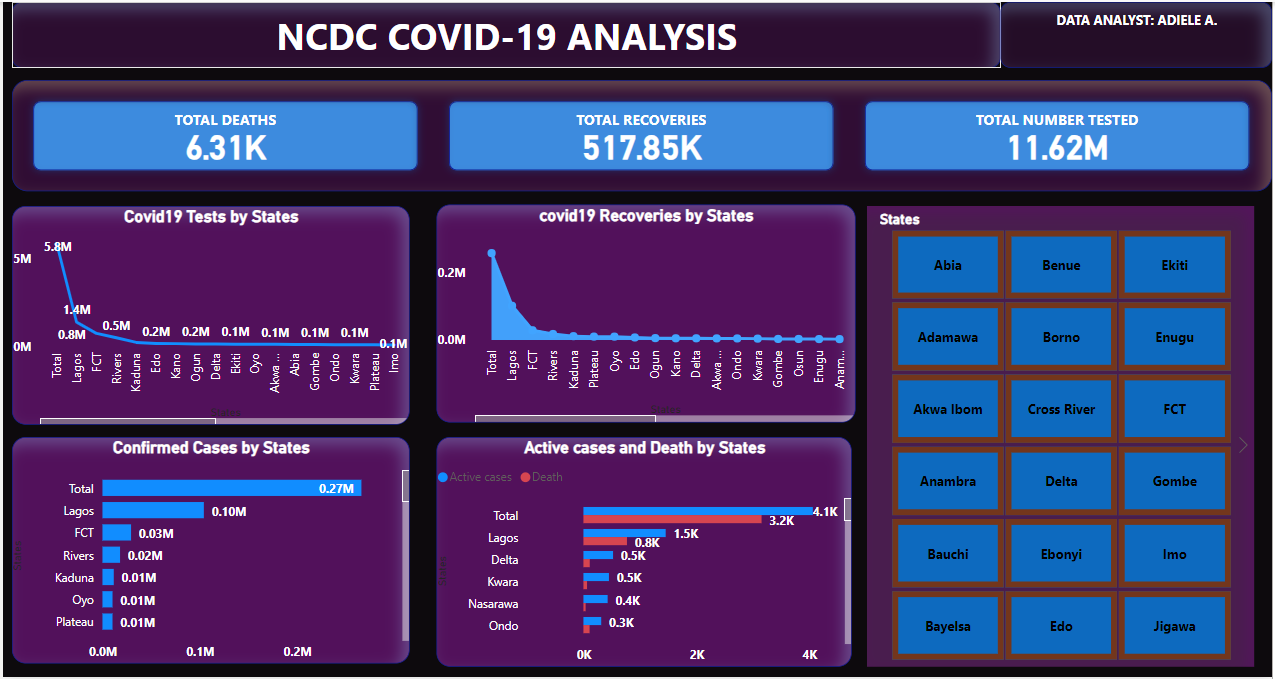 NCDC COVID-19 ANALYSIS
DATA ANALYST: ADIELE A.
TOTAL DEATHS
6.31K
TOTAL RECOVERIES
517.85K
TOTAL NUMBER TESTED
11.62M
Covid19 Tests by States
5.8M
5M
1.4M
0.8M
0.5M
0.2M
0.2M
0.1M
0.1M
0.1M
0.1M
0.1M
0M
Total
Lagos
FCT
Rivers
Kaduna
Edo
Kano
Ogun
Delta
Ekiti
Oyo
Akwa ...
Abia
Gombe
Ondo
Kwara
Plateau
Imo
States
covid19 Recoveries by States
0.2M
0.0M
Total
Lagos
FCT
Rivers
Kaduna
Plateau
Oyo
Edo
Ogun
Kano
Delta
Akwa ...
Ondo
Kwara
Gombe
Osun
Enugu
Anam...
States
Confirmed Cases by States
States
Total
0.27M
Lagos
0.10M
FCT
0.03M
Rivers
0.02M
Kaduna
0.01M
Oyo
0.01M
Plateau
0.01M
0.0M
0.1M
0.2M
Active cases and Death by States
Active cases
Death
States
Total
4.1K
3.2K
Lagos
1.5K
0.8K
Delta
0.5K
Kwara
0.5K
Nasarawa
0.4K
Ondo
0.3K
0K
2K
4K
States
Abia
Benue
Ekiti
Adamawa
Borno
Enugu
Akwa Ibom
Cross River
FCT
Anambra
Delta
Gombe
Bauchi
Ebonyi
Imo
Bayelsa
Edo
Jigawa